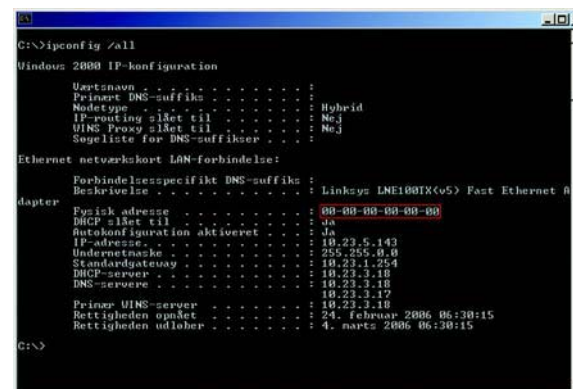 C:\>ipconfig /all
Windows 2000 IP-konfiguration
Værtsnavn . . . . . . . . . . . . :
Primært DNS-suffiks . . . . . . . :
Nodetype . . . . . . . . . . . . : Hybrid
IP-routing slået til . . . . . . : Nej
WINS Proxy slået til . . . . . . : Nej
Søgeliste for DNS-suffikser . . . :
Ethernet netværkskort LAN-forbindelse:
Forbindelsesspecifikt DNS-suffiks :
Beskrivelse . . . . . . . . . . . : Linksys LNE100TX(v5) Fast Ethernet A
dapter
Fysisk adresse . . . . . . . . . : 00-00-00-00-00-00
DHCP slået til . . . . . . . . . : Ja
Autokonfiguration aktiveret . . . : Ja
IP-adresse. . . . . . . . . . . . : 10.23.5.143
Undernetmaske . . . . . . . . . . : 255.255.0.0
Standardgateway . . . . . . . . . : 10.23.1.254
DHCP-server . . . . . . . . . . . : 10.23.3.18
DNS-servere . . . . . . . . . . . : 10.23.3.18
10.23.3.17
Primær WINS-server . . . . . . . : 10.23.3.18
Rettigheden opnået . . . . . . . : 24. februar 2006 06:30:15
Rettigheden udløber . . . . . . . : 4. marts 2006 06:30:15
C:\>